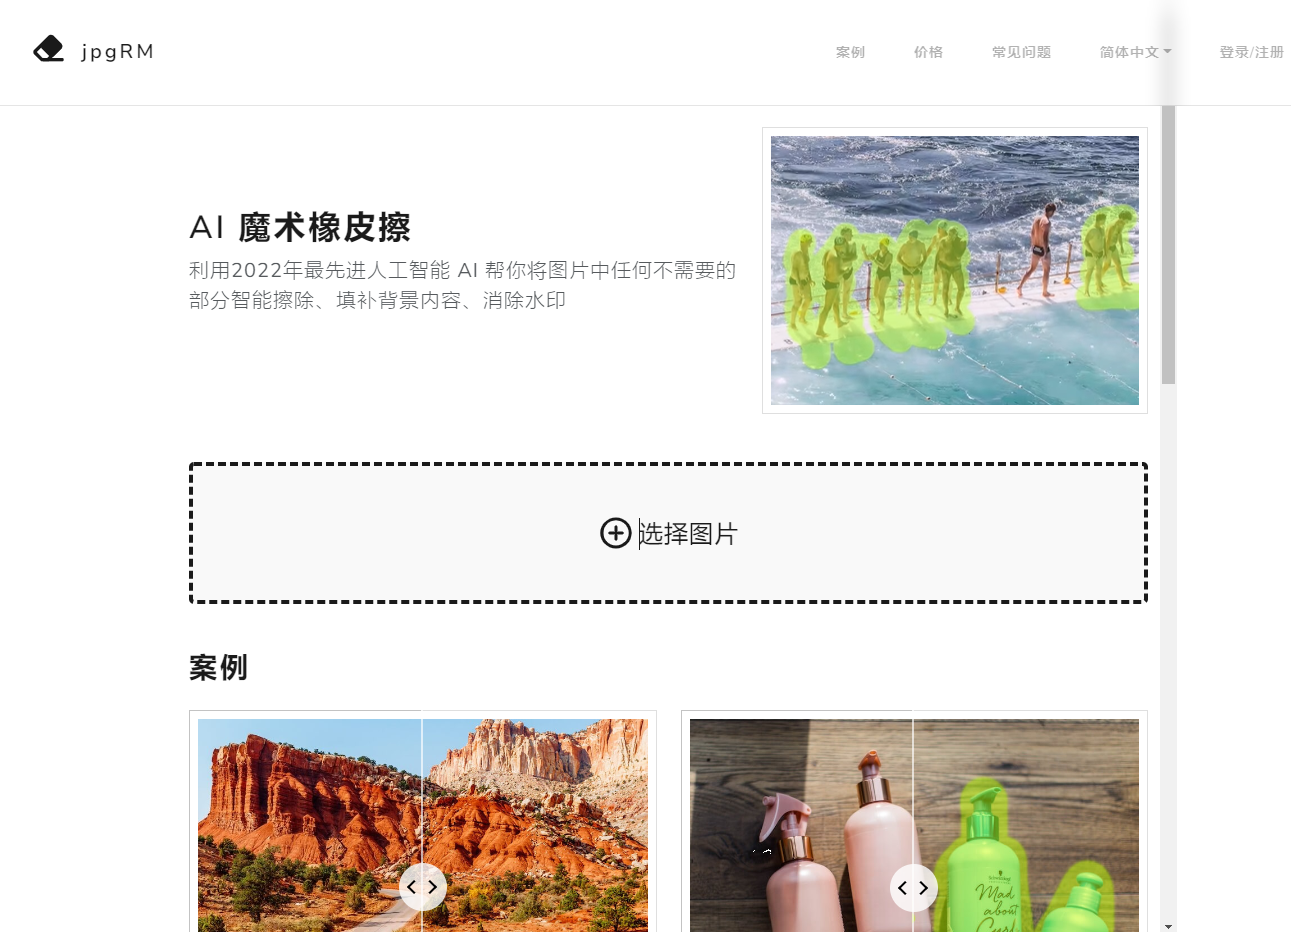 jpgRM
案例
价格
常见问题
简体中文
登录/注册
AI 魔术橡皮擦
利用2022年最先进人工智能 AI 帮你将图片中任何不需要的
部分智能擦除、填补背景内容、消除水印
选择图片
案例
Mad
about